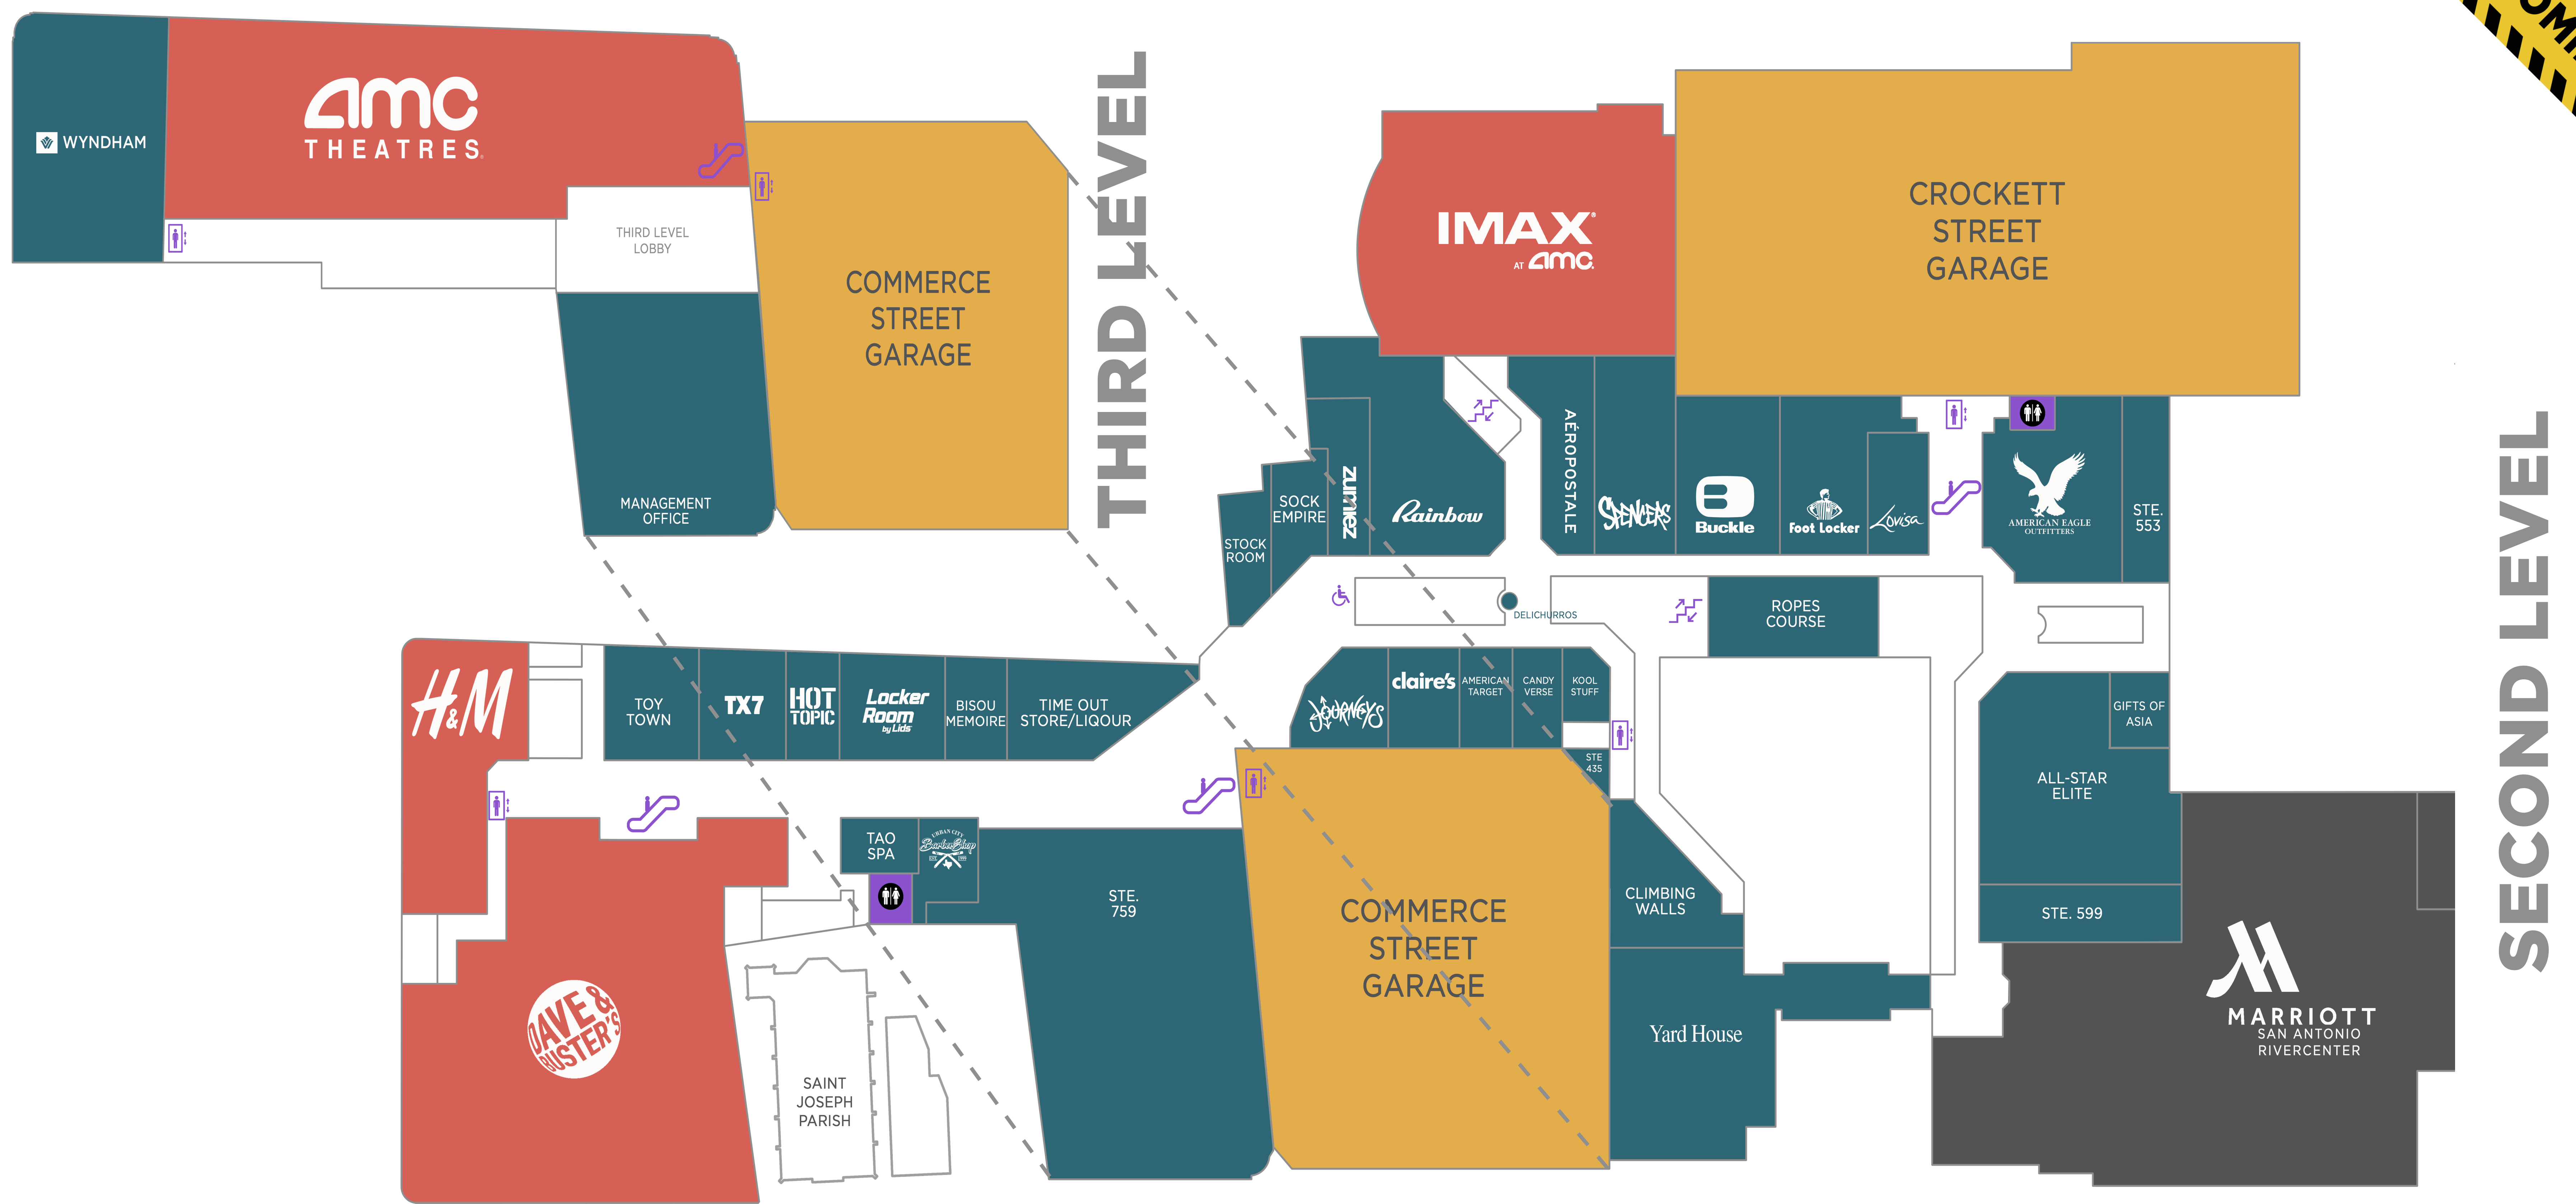 WYNDHAM
amc
THEATRES
THIRD LEVEL
LOBBY
COMMERCE
STREET
GARAGE
MANAGEMENT
OFFICE
THIRD LEVEL
IMAX®
AT amc
CROCKETT
STREET
GARAGE
STOCK
ROOM
SOCK
EMPIRE
ZUMIEZ
Rainbow
AÉROPOSTALE
SPENCERS
Buckle
Foot Locker
Lovisa
AMERICAN EAGLE
OUTFITTERS
STE.
553
DELICHURROS
ROPES
COURSE
H&M
TOY
TOWN
TX7
HOT
TOPIC
Locker
Room
by Lids
BISOU
MEMOIRE
TIME OUT
STORE/LIQOUR
JOURNEYS
claire's
AMERICAN
TARGET
CANDY
VERSE
KOOL
STUFF
STE
435
GIFTS OF
ASIA
ALL-STAR
ELITE
STE. 599
TAO
SPA
URBAN CITY
BarberShop
STE.
759
COMMERCE
STREET
GARAGE
CLIMBING
WALLS
Yard House
DAVE &
BUSTER'S
SAINT
JOSEPH
PARISH
MARRIOTT
SAN ANTONIO
RIVERCENTER
SECOND LEVEL